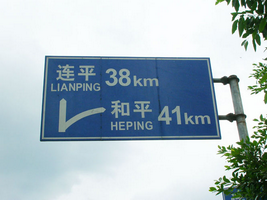 连平 38km
LIANPING
和平 41km
HEPING